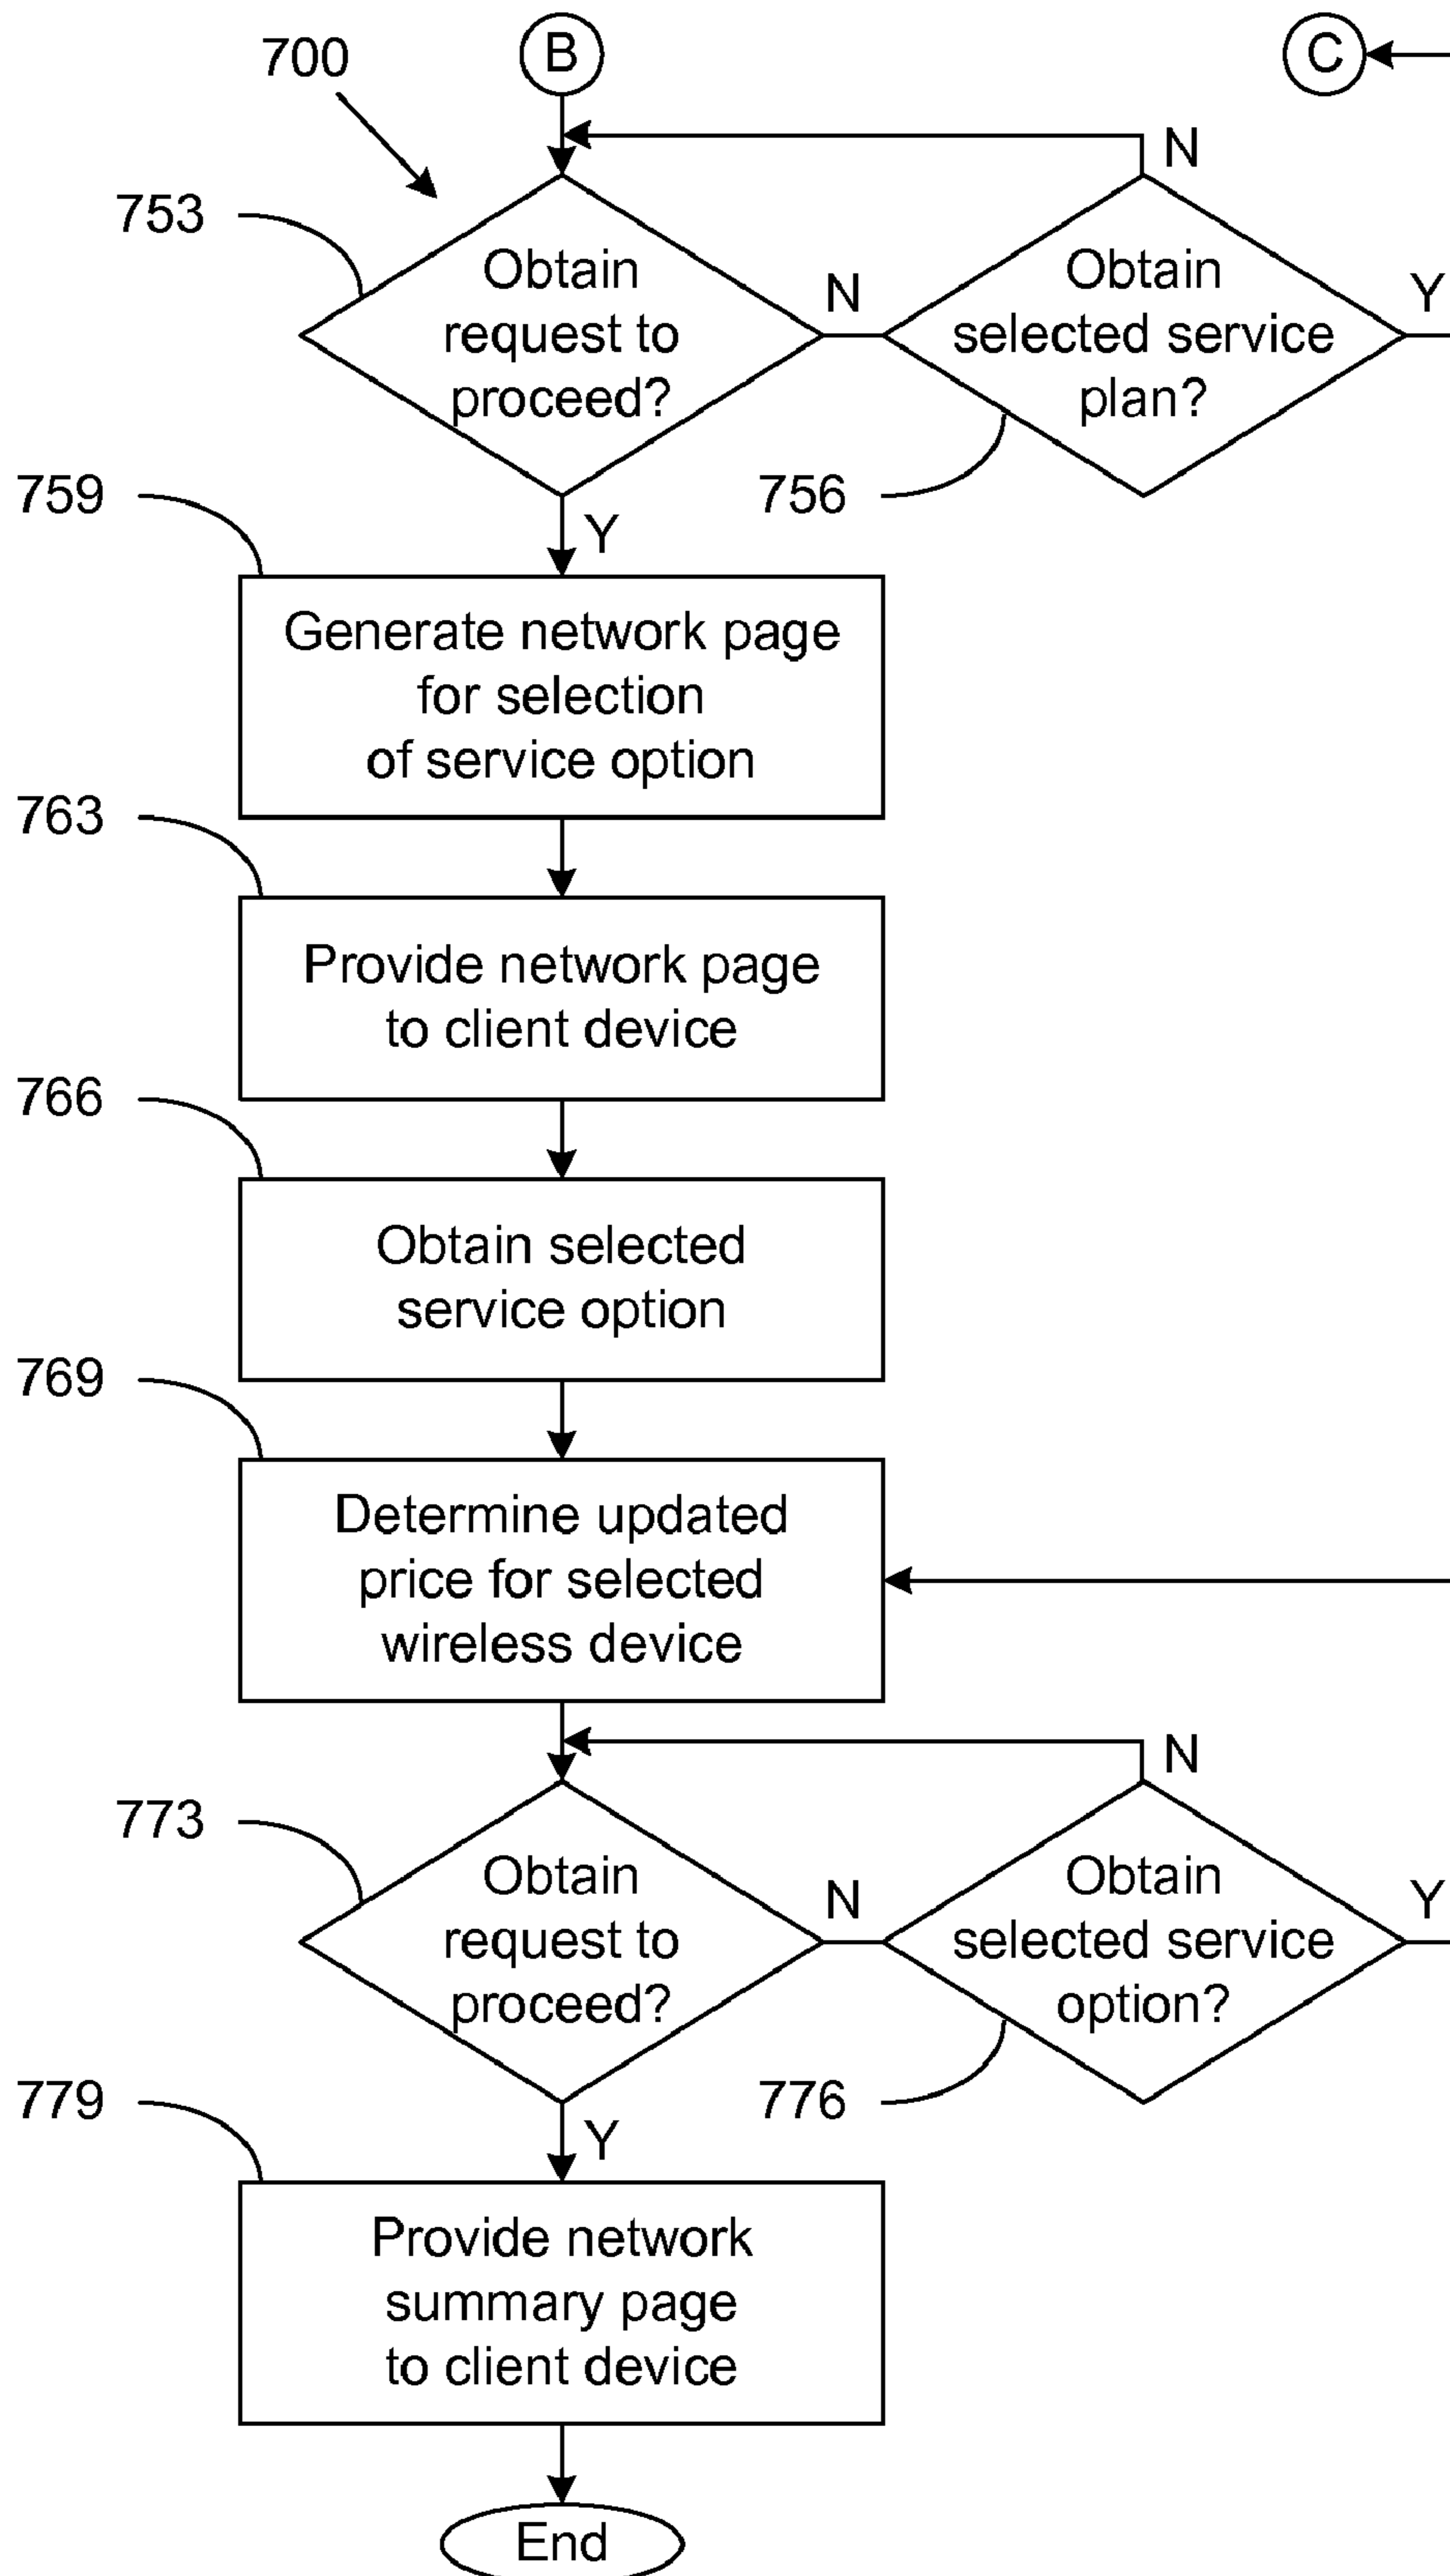 700
B
C
N
753
Obtain
request to
proceed?
N
Obtain
selected service
plan?
Y
759
756
Y
Generate network page
for selection
of service option
763
Provide network page
to client device
766
Obtain selected
service option
769
Determine updated
price for selected
wireless device
N
773
Obtain
request to
proceed?
N
Obtain
selected service
option?
Y
779
776
Y
Provide network
summary page
to client device
End